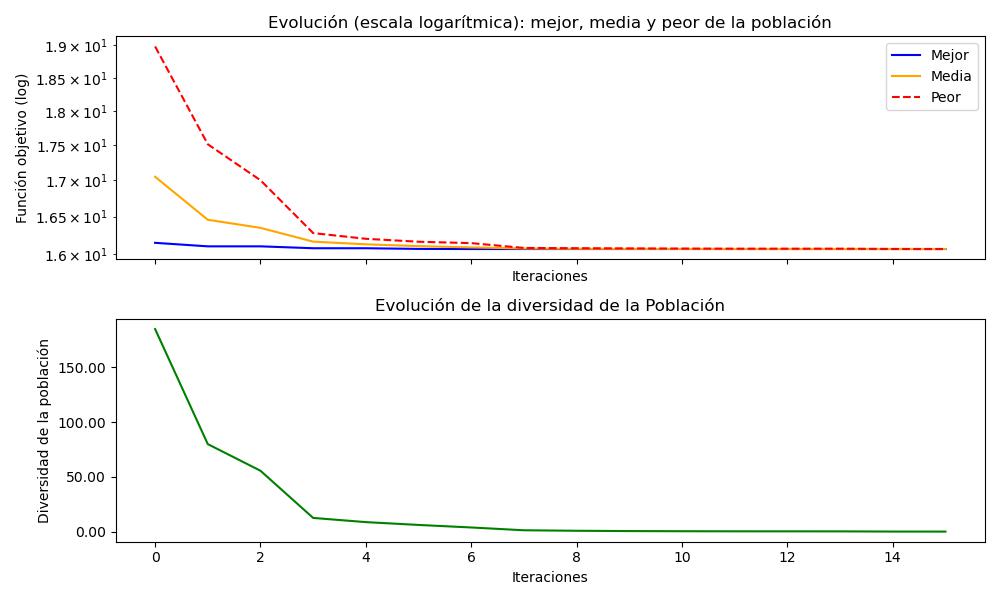 Evolución (escala logarítmica): mejor, media y peor de la población
Función objetivo (log)
1.9 × 10¹
1.85 × 10¹
1.8 × 10¹
1.75 × 10¹
1.7 × 10¹
1.65 × 10¹
1.6 × 10¹
Mejor
Media
Peor
Iteraciones
Evolución de la diversidad de la Población
Diversidad de la población
150.00
100.00
50.00
0.00
0 2 4 6 8 10 12 14
Iteraciones